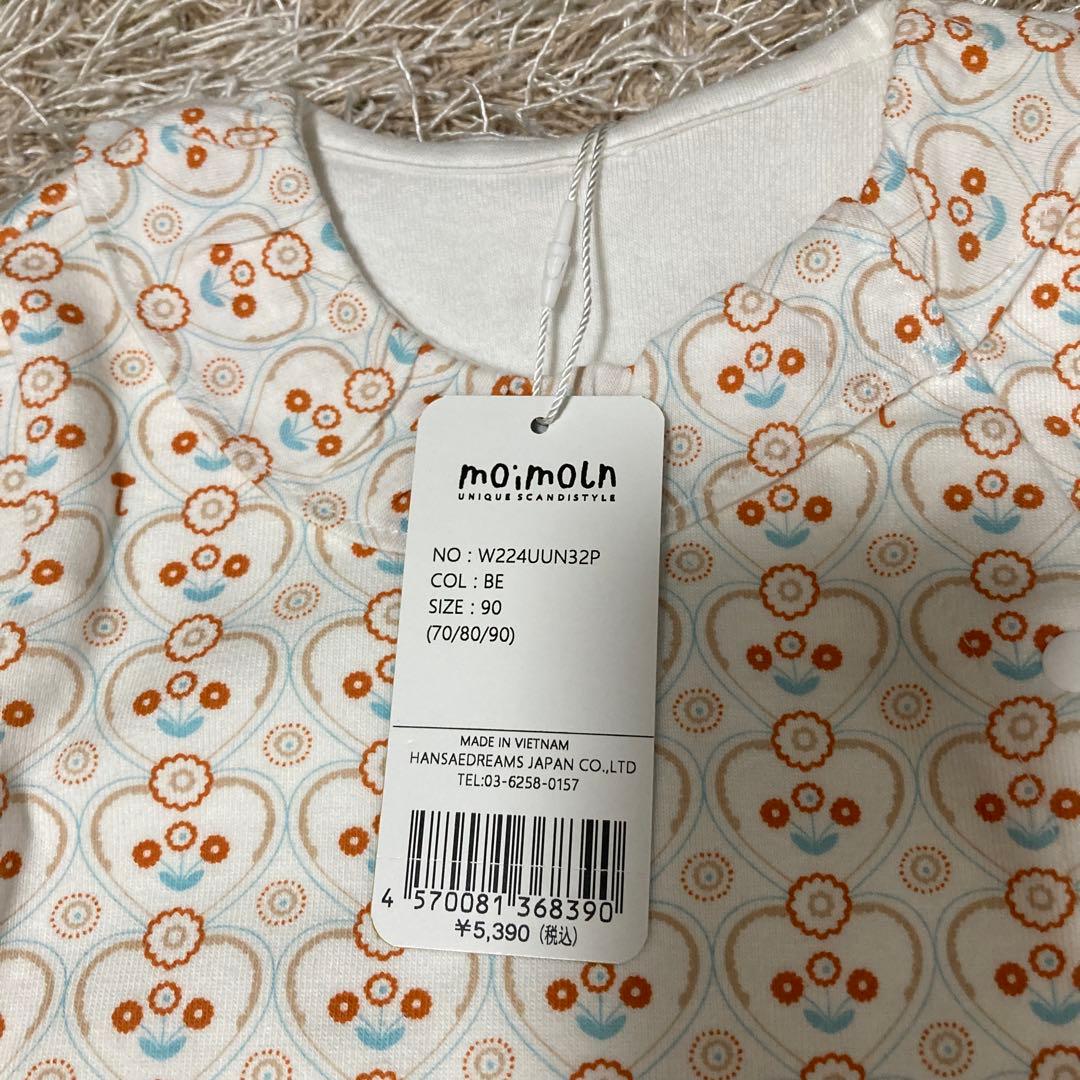 moimoln
UNIQUE SCANDISTYLE
NO : W224UUN32P
COL : BE
SIZE : 90
(70/80/90)
MADE IN VIETNAM
HANSAEDREAMS JAPAN CO.,LTD
TEL:03-6258-0157
4 570081 368390
¥5,390 (税込)